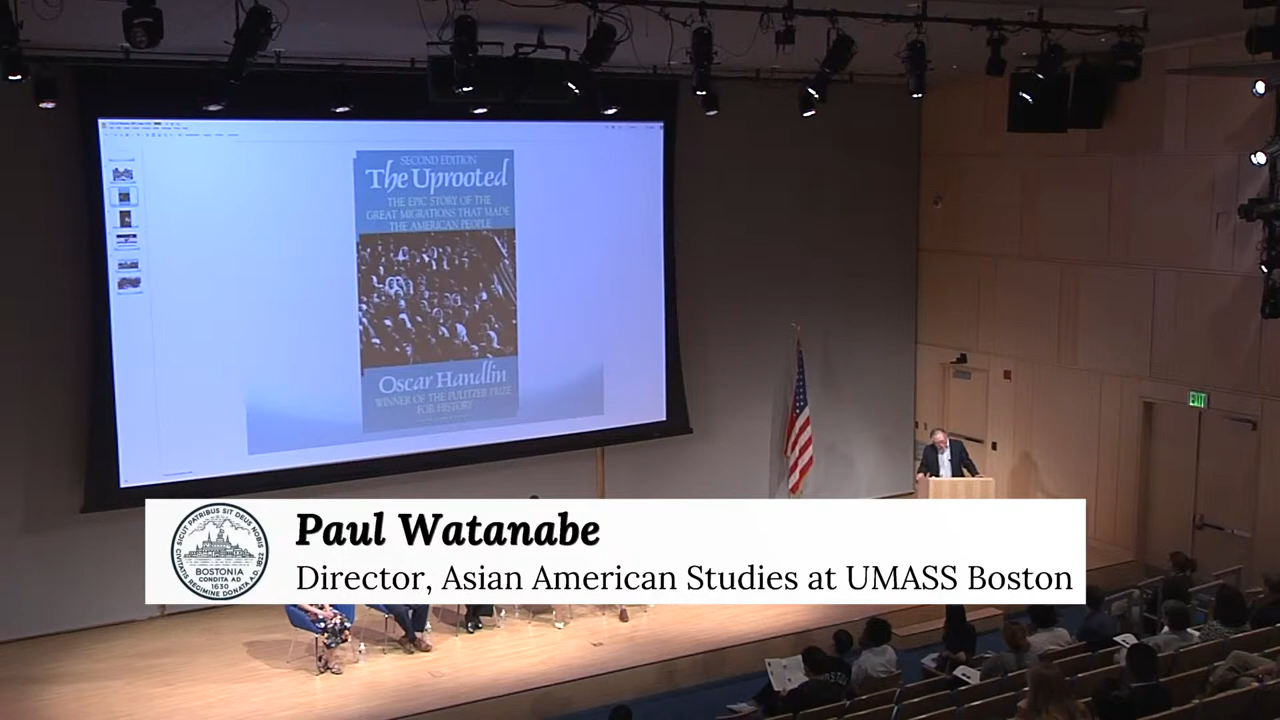 SECOND EDITION
The Uprooted
THE EPIC STORY OF THE
GREAT MIGRATIONS THAT MADE
THE AMERICAN PEOPLE
Oscar Handlin
WINNER OF THE PULITZER PRIZE
FOR HISTORY
EXIT
SICUT PATRIBUS SIT DEUS NOBIS
CIVITATIS REGIMINE DONATA A.D. 1822
BOSTONIA
CONDITA AD
1630
Paul Watanabe
Director, Asian American Studies at UMASS Boston